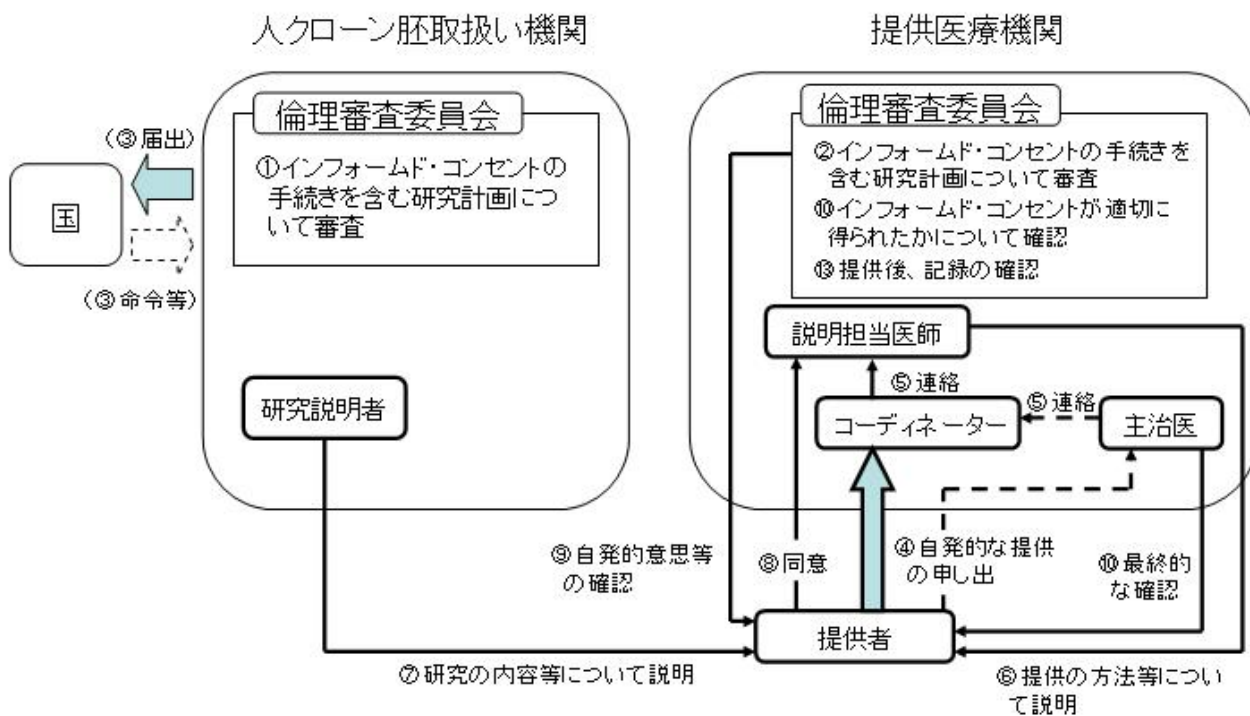 人クローン胚取扱い機関
提供医療機関
倫理審査委員会
①インフォームド・コンセントの
手続きを含む研究計画につ
いて審査
(③届出)
国
(③命令等)
研究説明者
倫理審査委員会
②インフォームド・コンセントの手続きを
含む研究計画について審査
⑩インフォームド・コンセントが適切に
得られたかについて確認
⑬提供後、記録の確認
説明担当医師
⑤連絡
コーディネーター
⑤連絡
主治医
⑨自発的意思等
の確認
⑧同意
④自発的な提供
の申し出
⑩最終的
な確認
提供者
⑦研究の内容等について説明
⑥提供の方法等につい
て説明